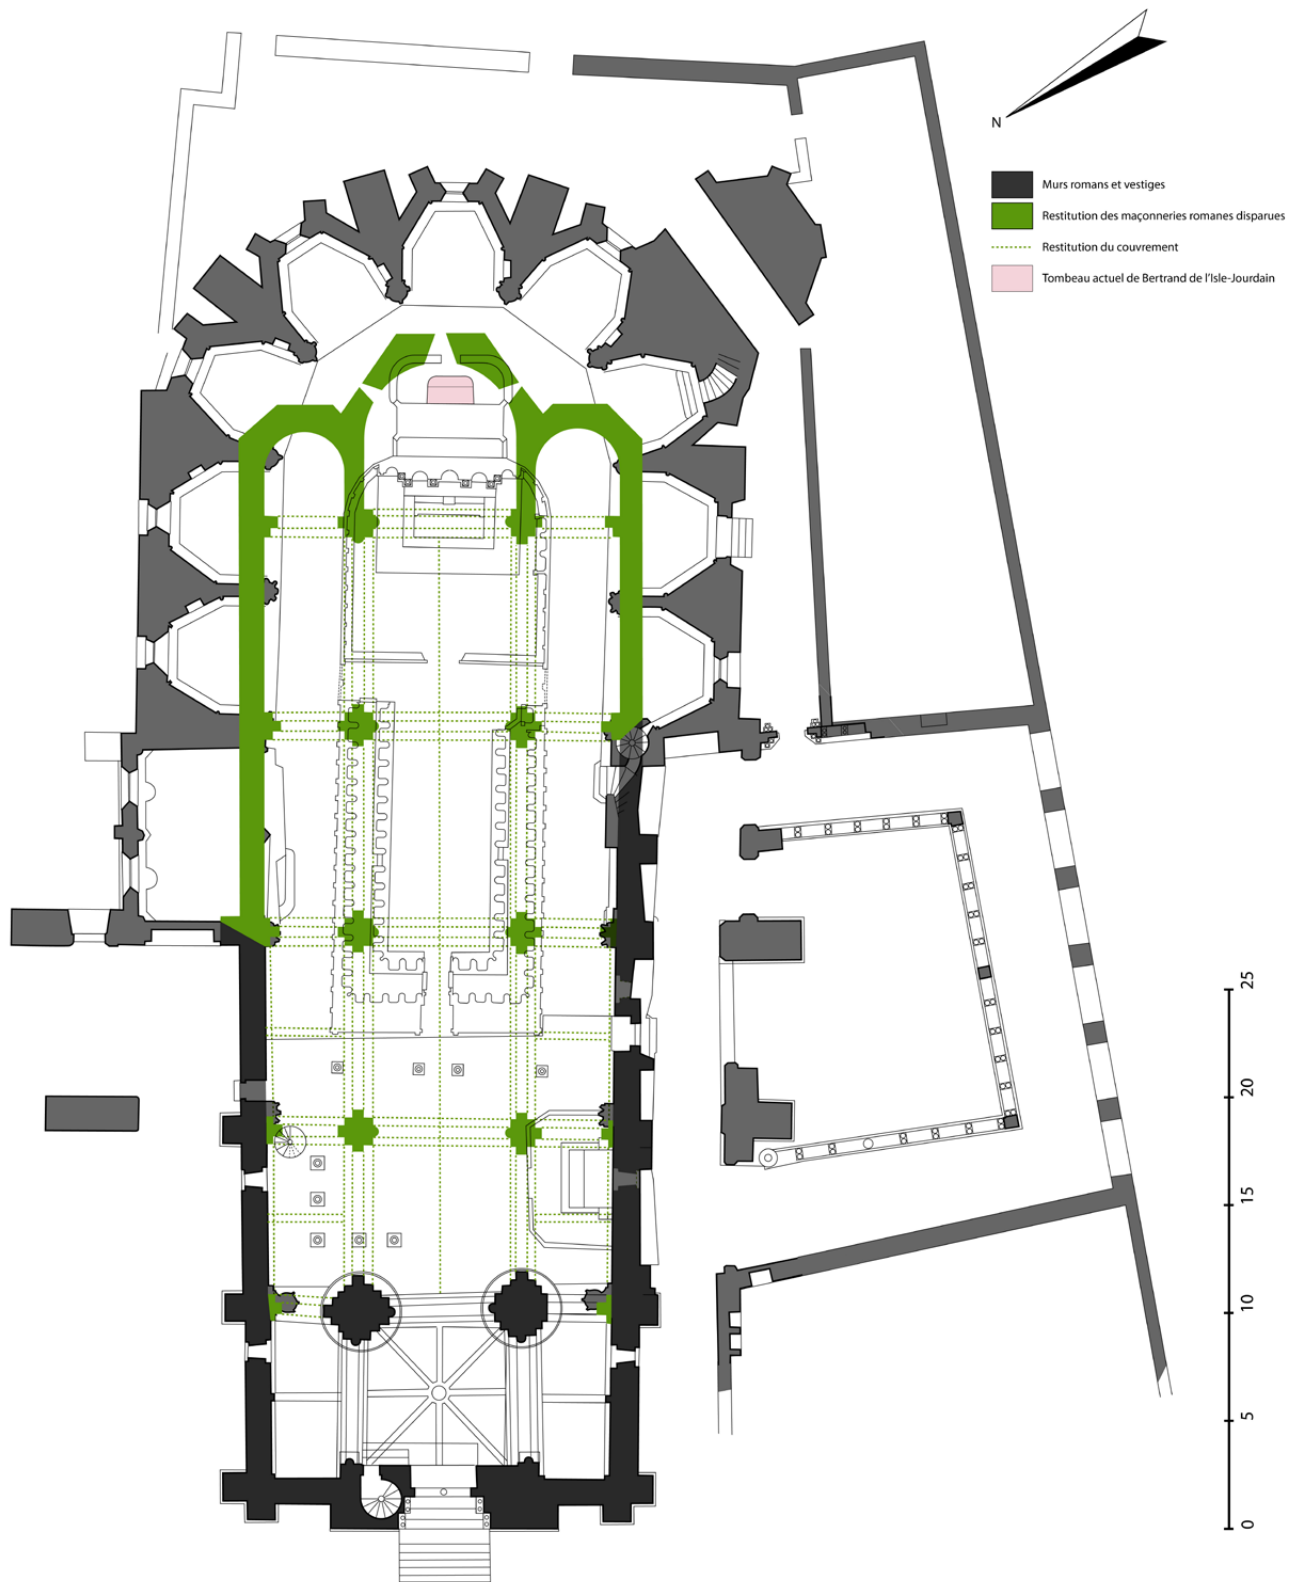 N
Murs romans et vestiges
Restitution des maçonneries romanes disparues
Restitution du couvrement
Tombeau actuel de Bertrand de l'Isle-Jourdain
25
20
15
10
5
0